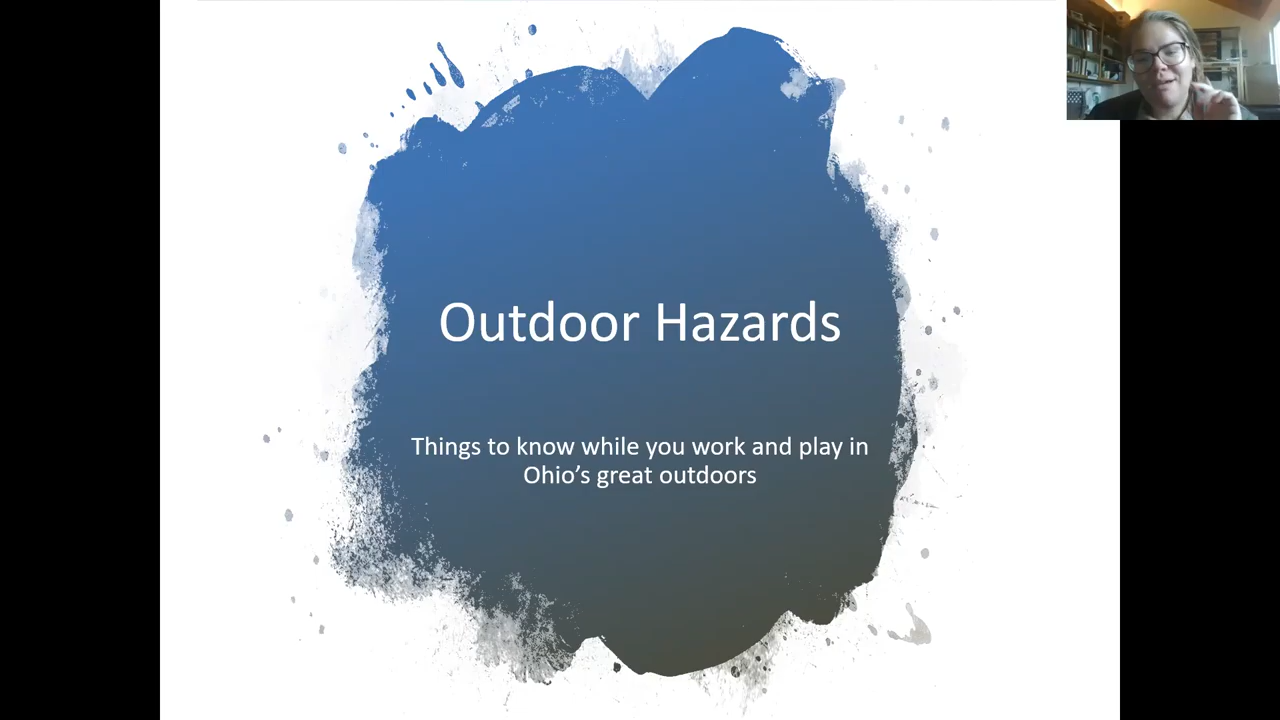 Outdoor Hazards
Things to know while you work and play in
Ohio’s great outdoors